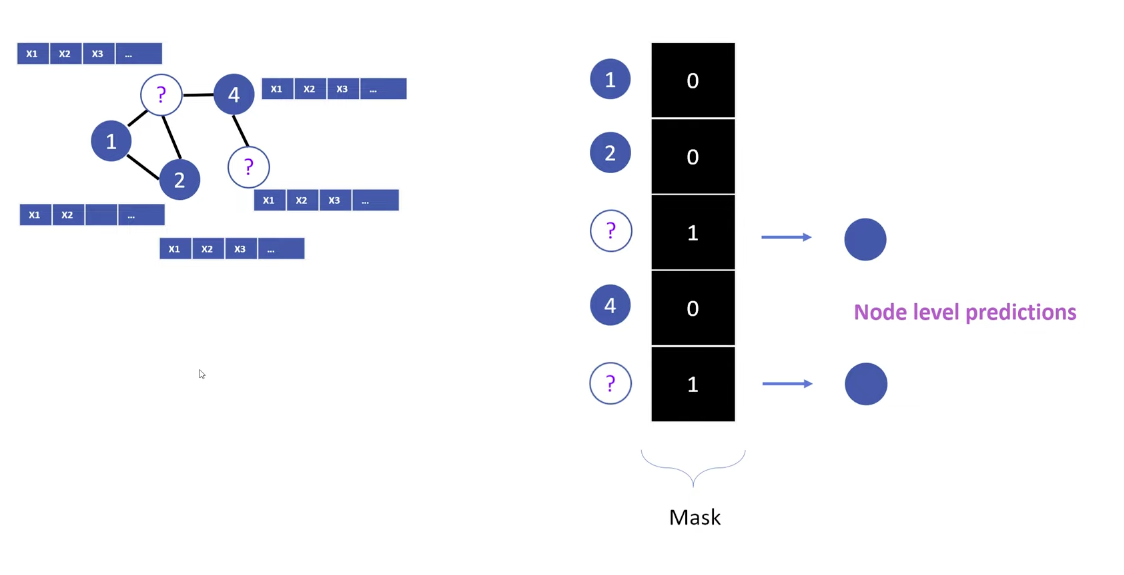 X1 X2 X3 ...
? 4
X1 X2 X3 ...
1
?
2
X1 X2 X3 ...
X1 X2 ...
X1 X2 X3 ...
1 0
2 0
? 1
Node level predictions
4 0
? 1
Mask